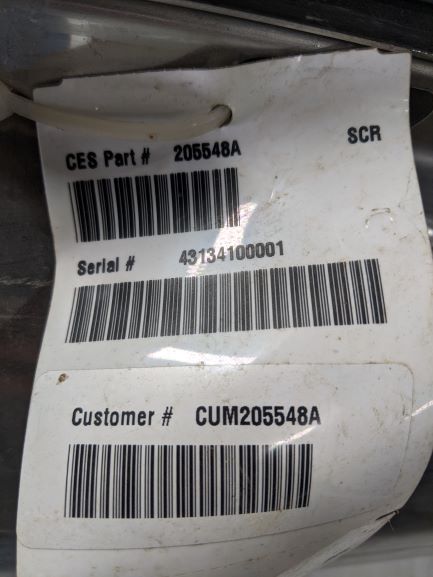 CES Part # 205548A SCR
Serial # 43134100001
Customer # CUM205548A